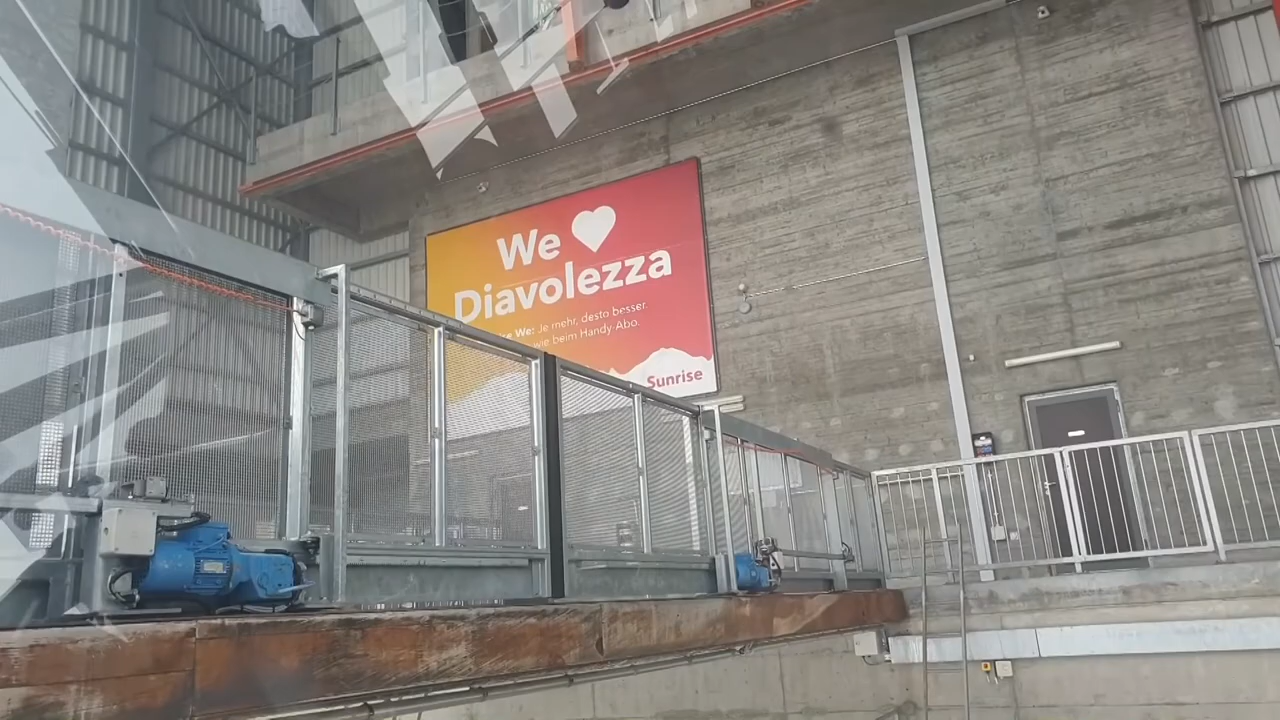 We
Diavolezza
We: Je mehr, desto besser.
wie beim Handy-Abo.
Sunrise